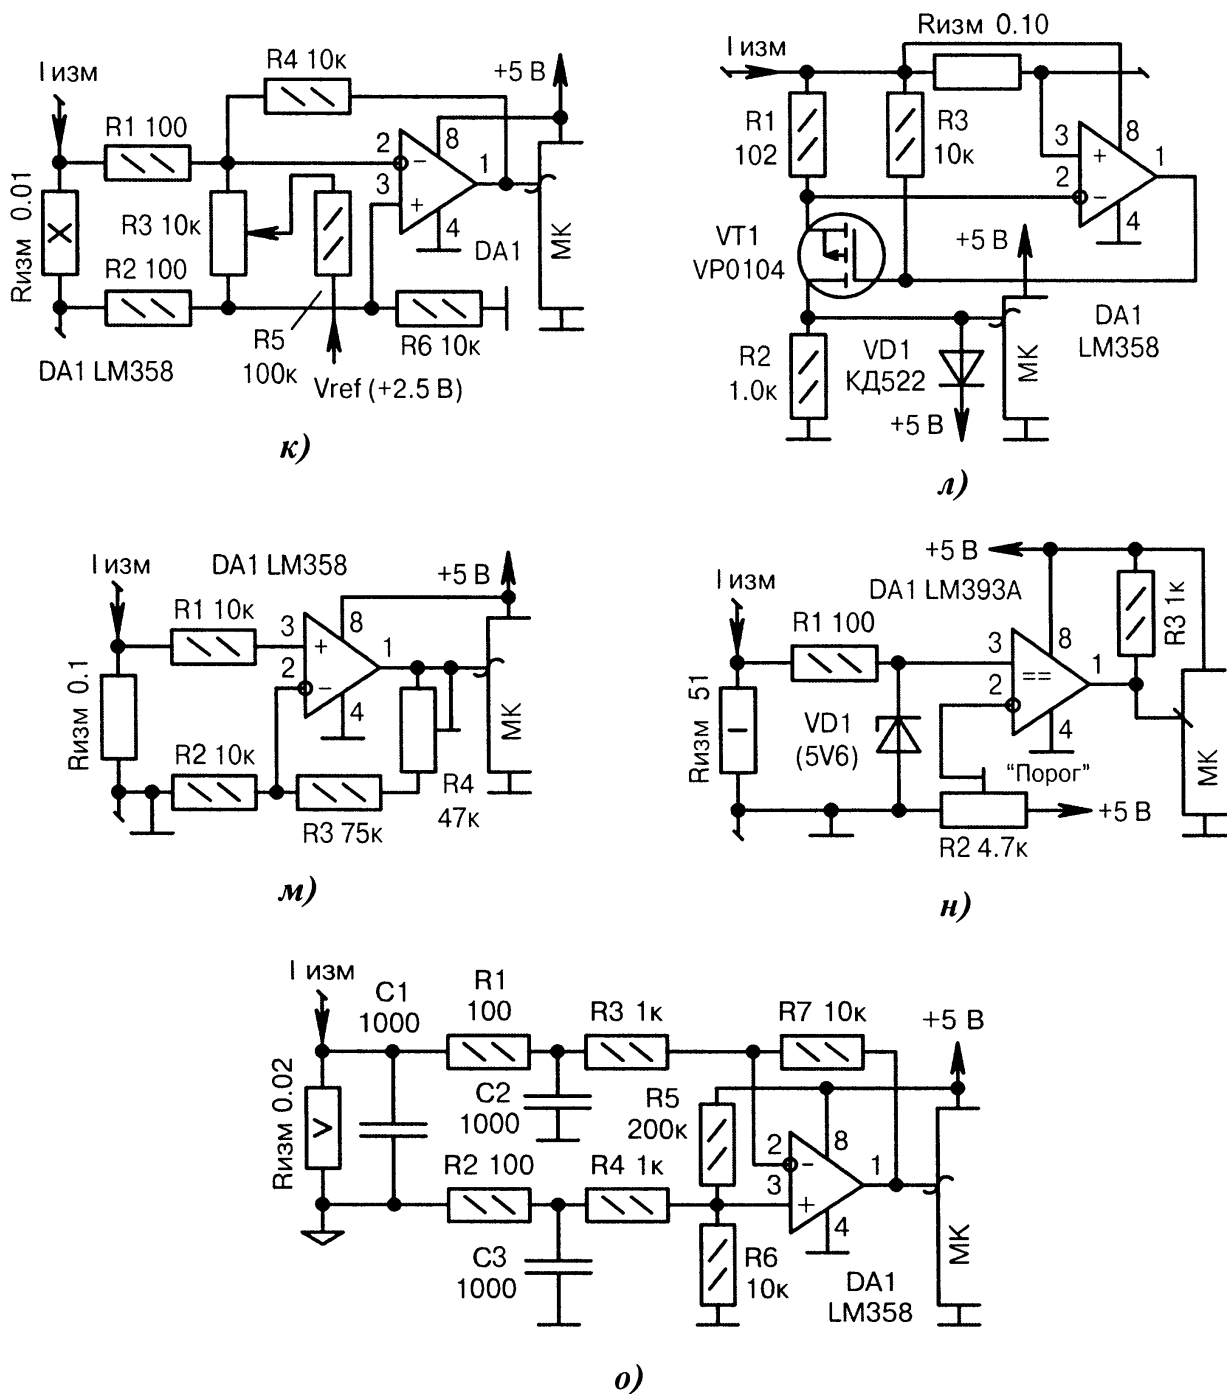 I изм
R4 10к
+5 В
R1 100
2
8
3
1
4
Rизм 0.01
R3 10к
DA1
МК
R2 100
R5
100к
R6 10к
DA1 LM358
Vref (+2.5 В)
к)
Rизм 0.10
I изм
R1
102
R3
10к
3
8
2
1
+
-
4
VT1
VP0104
+5 В
DA1
LM358
R2
1.0к
VD1
КД522
МК
+5 В
л)
I изм
DA1 LM358
+5 В
R1 10к
3
8
2
1
+
-
4
Rизм 0.1
МК
R2 10к
R3 75к
R4
47к
м)
+5 В
I изм
DA1 LM393A
R3 1к
R1 100
3
8
2
1
==
4
Rизм 51
VD1
(5V6)
"Порог"
МК
+5 В
R2 4.7к
н)
I изм
C1
1000
R1
100
R3 1к
R7 10к
+5 В
Rизм 0.02
C2
1000
R5
200к
2
8
3
1
-
+
4
R2 100
R4 1к
МК
C3
1000
R6
10к
DA1
LM358
о)